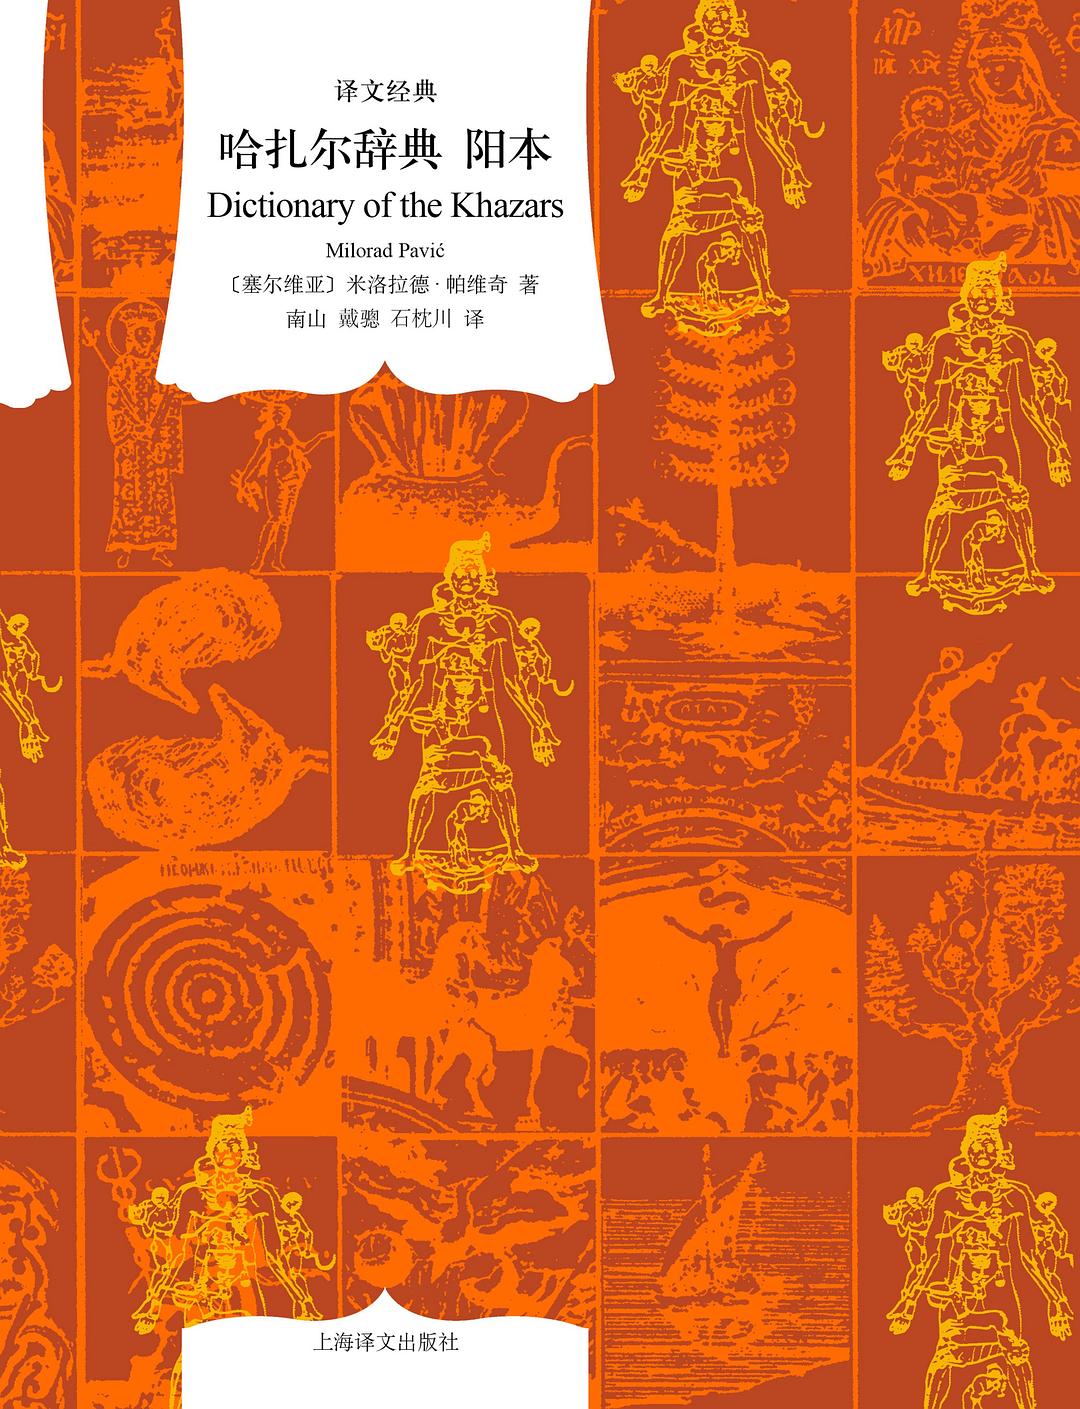 译文经典
哈扎尔辞典 阳本
Dictionary of the Khazars
Milorad Pavić
〔塞尔维亚〕米洛拉德·帕维奇 著
南山 戴骢 石枕川 译
上海译文出版社